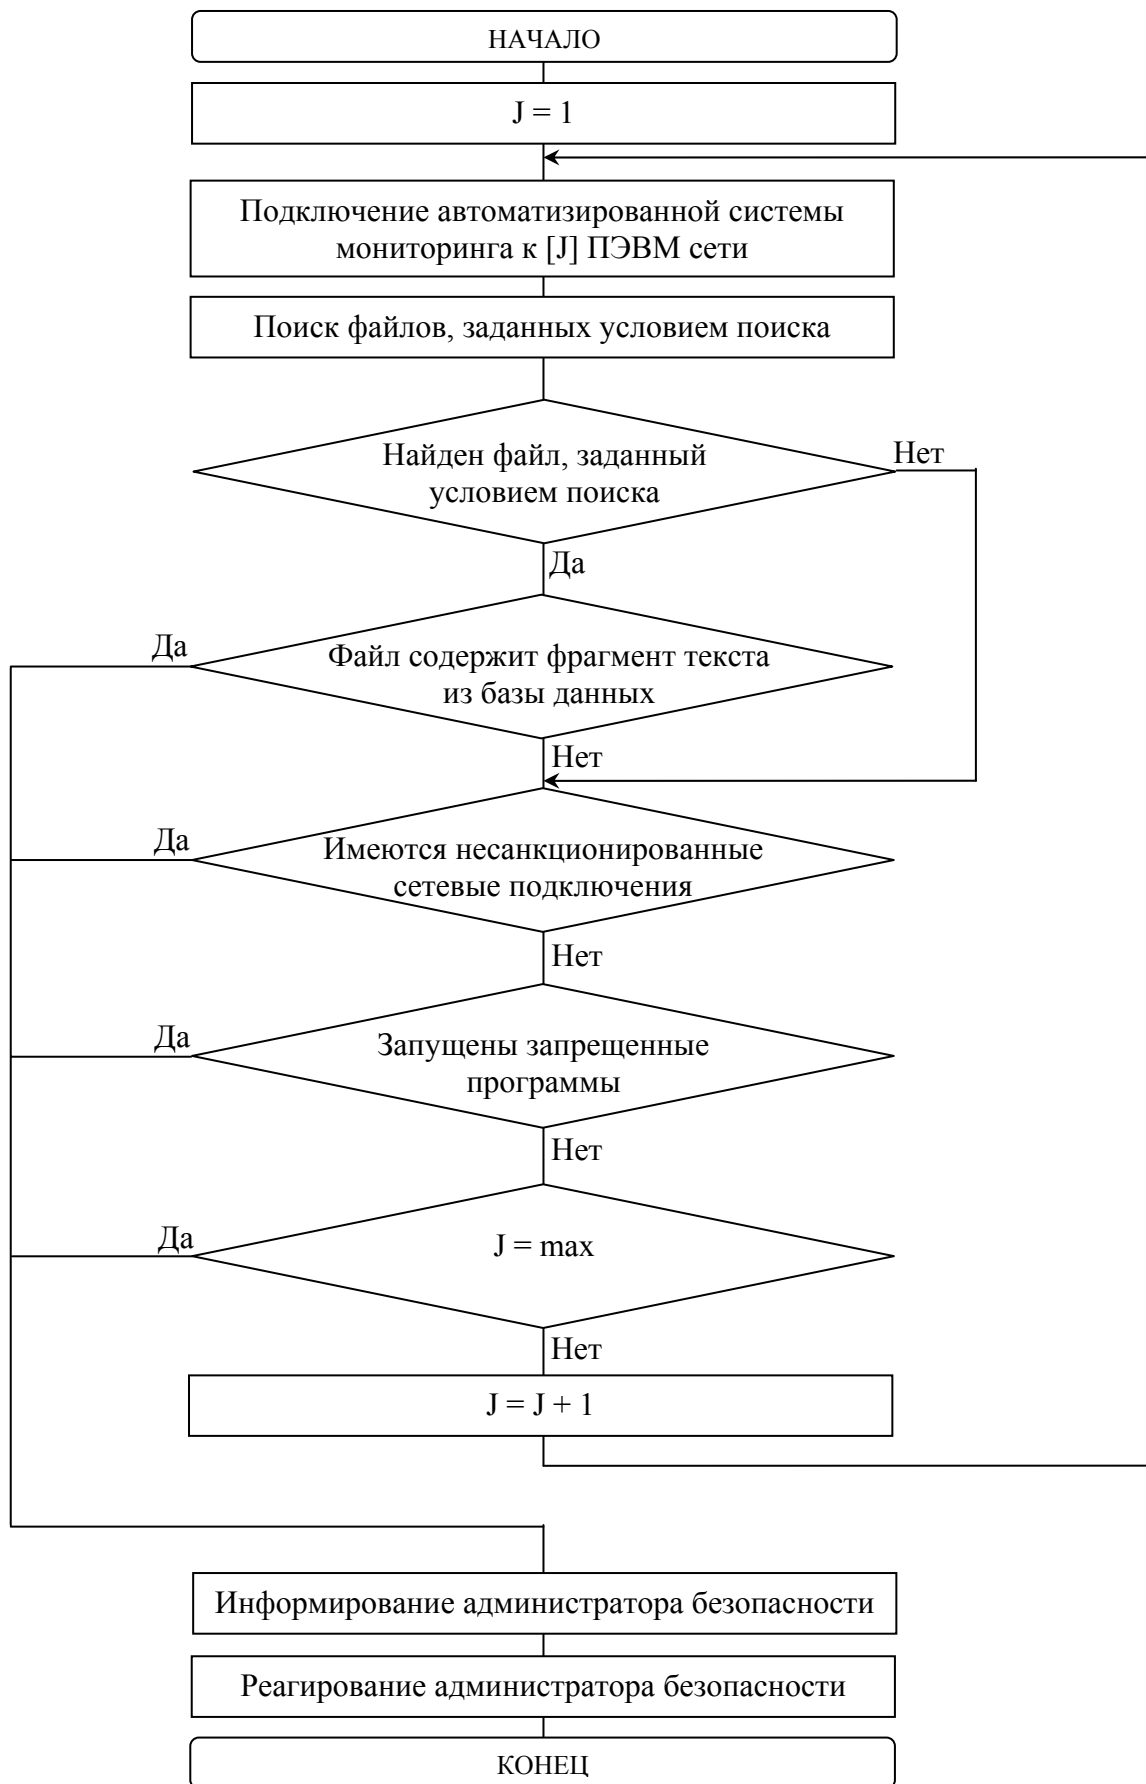 НАЧАЛО
J = 1
Подключение автоматизированной системы
мониторинга к [J] ПЭВМ сети
Поиск файлов, заданных условием поиска
Найден файл, заданный
условием поиска
Нет
Да
Да
Файл содержит фрагмент текста
из базы данных
Нет
Да
Имеются несанкционированные
сетевые подключения
Нет
Да
Запущены запрещенные
программы
Нет
Да
J = max
Нет
J = J + 1
Информирование администратора безопасности
Реагирование администратора безопасности
КОНЕЦ